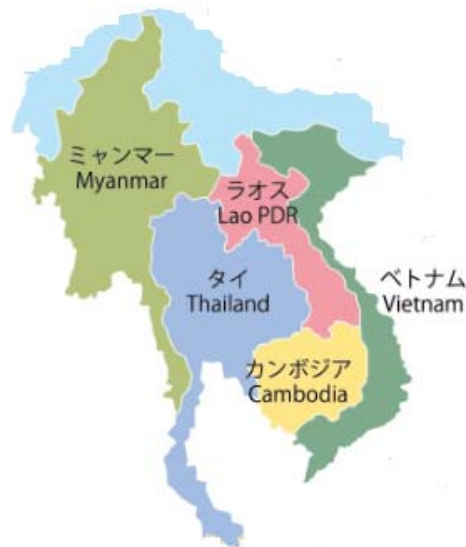 ミャンマー
Myanmar
ラオス
Lao PDR
タイ
Thailand
ベトナム
Vietnam
カンボジア
Cambodia